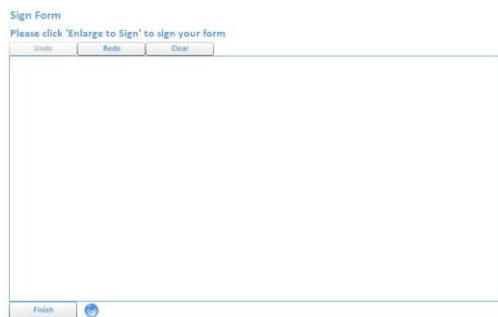 Sign Form
Please click 'Enlarge to Sign' to sign your form
Undo Redo Clear
Finish